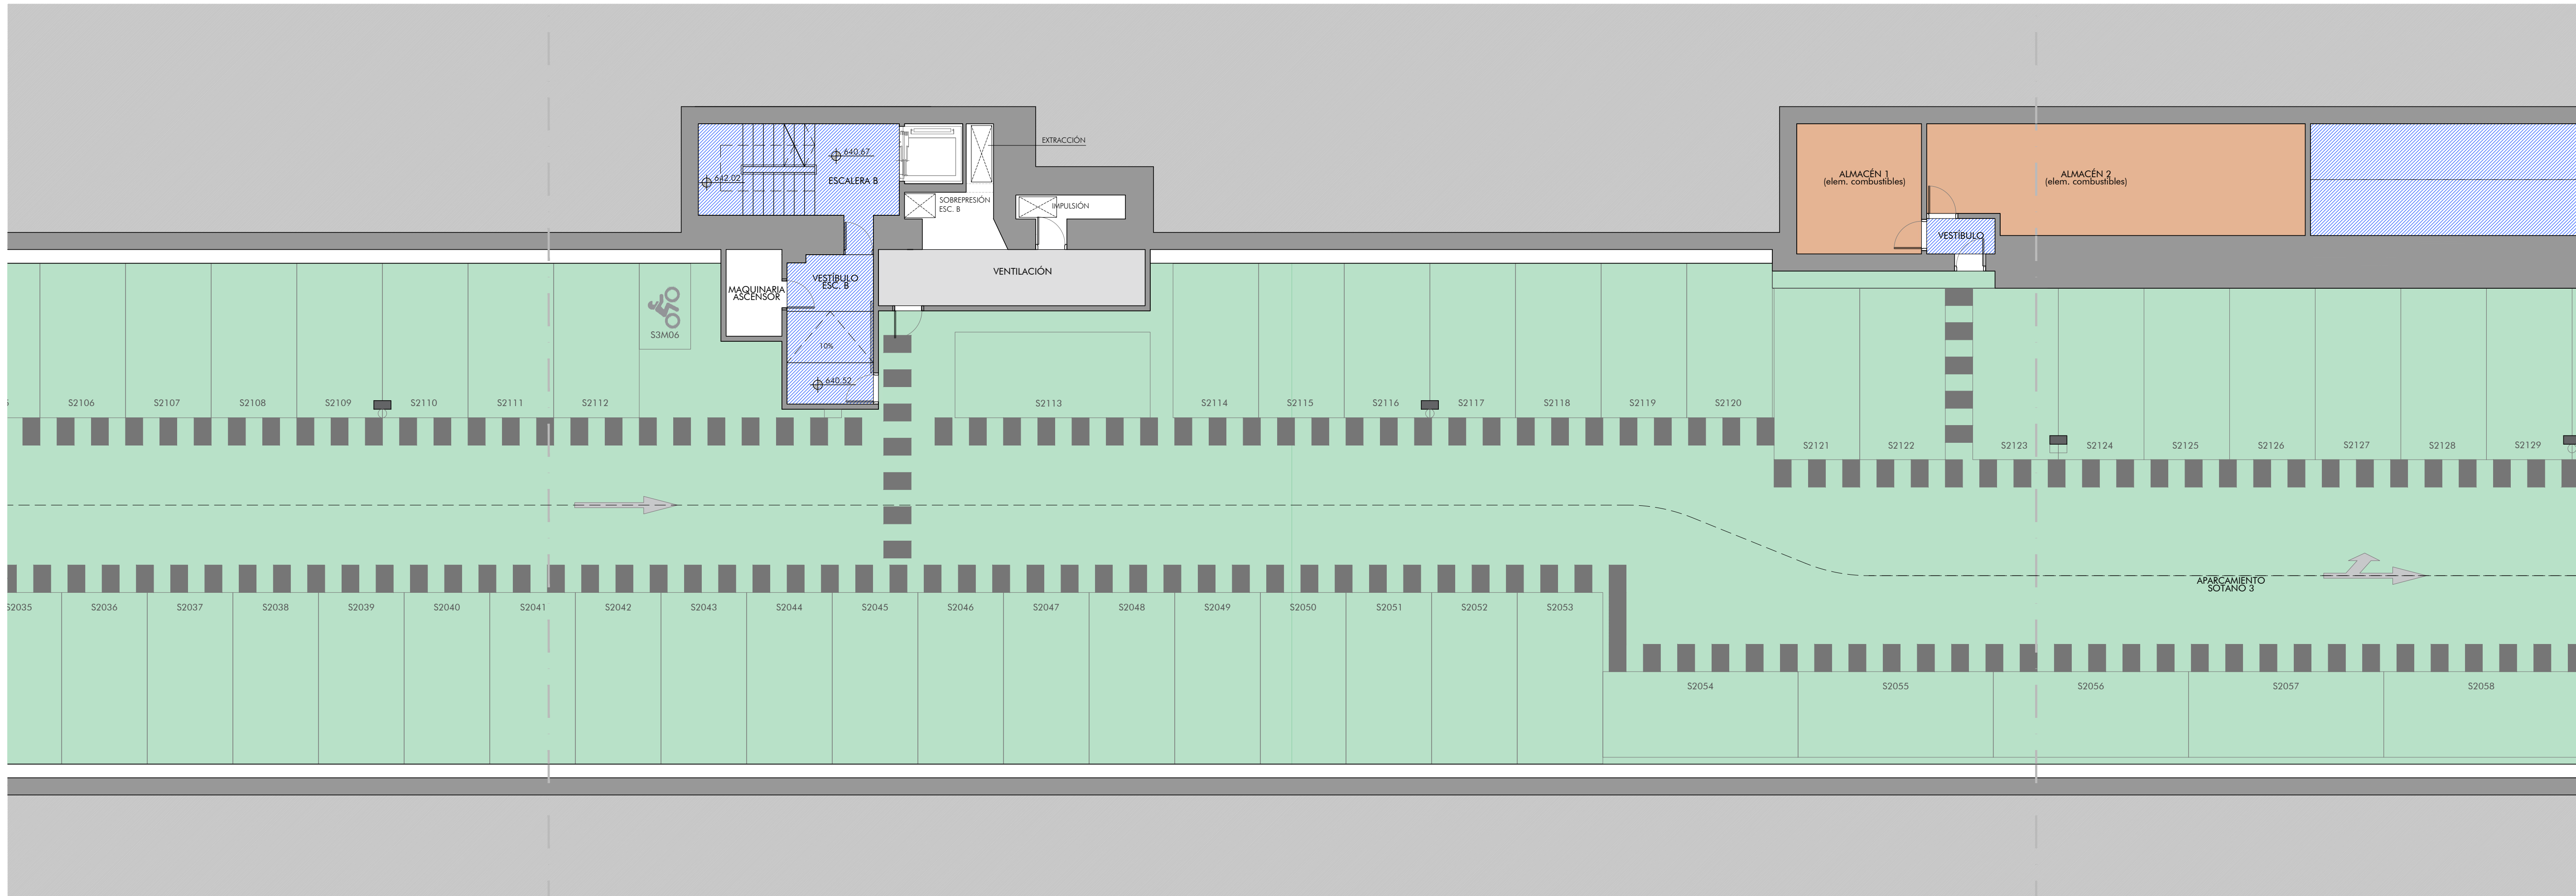 EXTRACCIÓN
640.67
642.02
ESCALERA B
SOBREPRESIÓN
ESC. B
IMPULSIÓN
ALMACÉN 1
(elem. combustibles)
ALMACÉN 2
(elem. combustibles)
VESTÍBULO
VENTILACIÓN
VESTÍBULO
ESC. B
MAQUINARIA
ASCENSOR
S3M06
10%
640.52
S2106
S2107
S2108
S2109
S2110
S2111
S2112
S2113
S2114
S2115
S2116
S2117
S2118
S2119
S2120
S2121
S2122
S2123
S2124
S2125
S2126
S2127
S2128
S2129
APARCAMIENTO
SOTANO 3
S2035
S2036
S2037
S2038
S2039
S2040
S2041
S2042
S2043
S2044
S2045
S2046
S2047
S2048
S2049
S2050
S2051
S2052
S2053
S2054
S2055
S2056
S2057
S2058